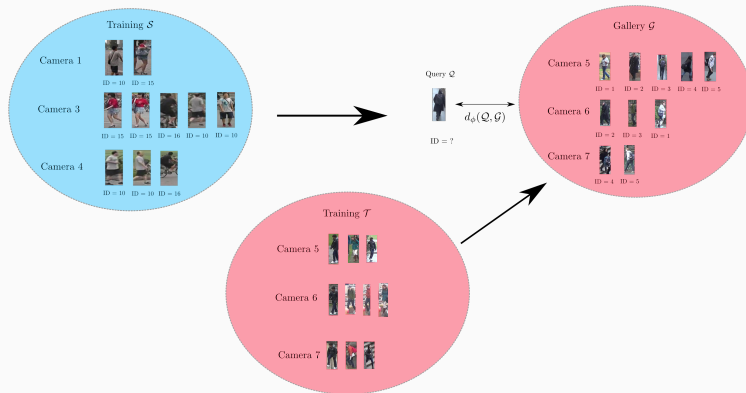 Training 𝒮
Camera 1
ID = 10 ID = 15
Camera 3
ID = 15 ID = 15 ID = 16 ID = 10 ID = 10
Camera 4
ID = 10 ID = 10 ID = 16
Query 𝒬
d_ϕ(𝒬, 𝒢)
ID = ?
Gallery 𝒢
Camera 5
ID = 1 ID = 2 ID = 3 ID = 4 ID = 5
Camera 6
ID = 2 ID = 3 ID = 1
Camera 7
ID = 4 ID = 5
Training 𝒯
Camera 5
Camera 6
Camera 7